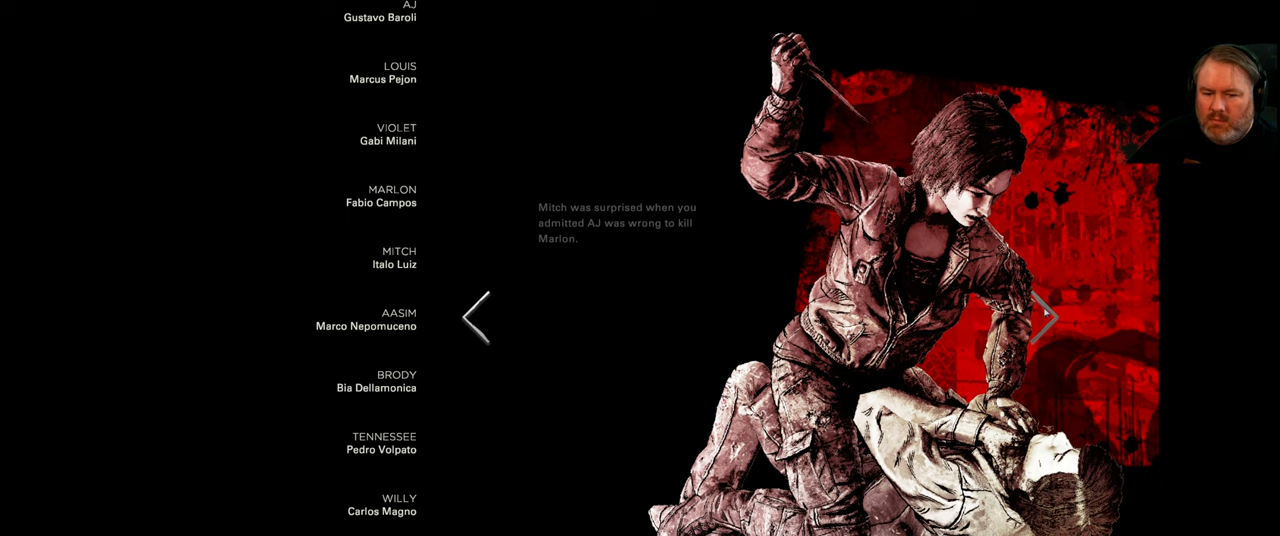 AJ
Gustavo Baroli
LOUIS
Marcus Pejon
VIOLET
Gabi Milani
MARLON
Fabio Campos
MITCH
Italo Luiz
AASIM
Marco Nepomuceno
BRODY
Bia Dellamonica
TENNESSEE
Pedro Volpato
WILLY
Carlos Magno
Mitch was surprised when you
admitted AJ was wrong to kill
Marlon.